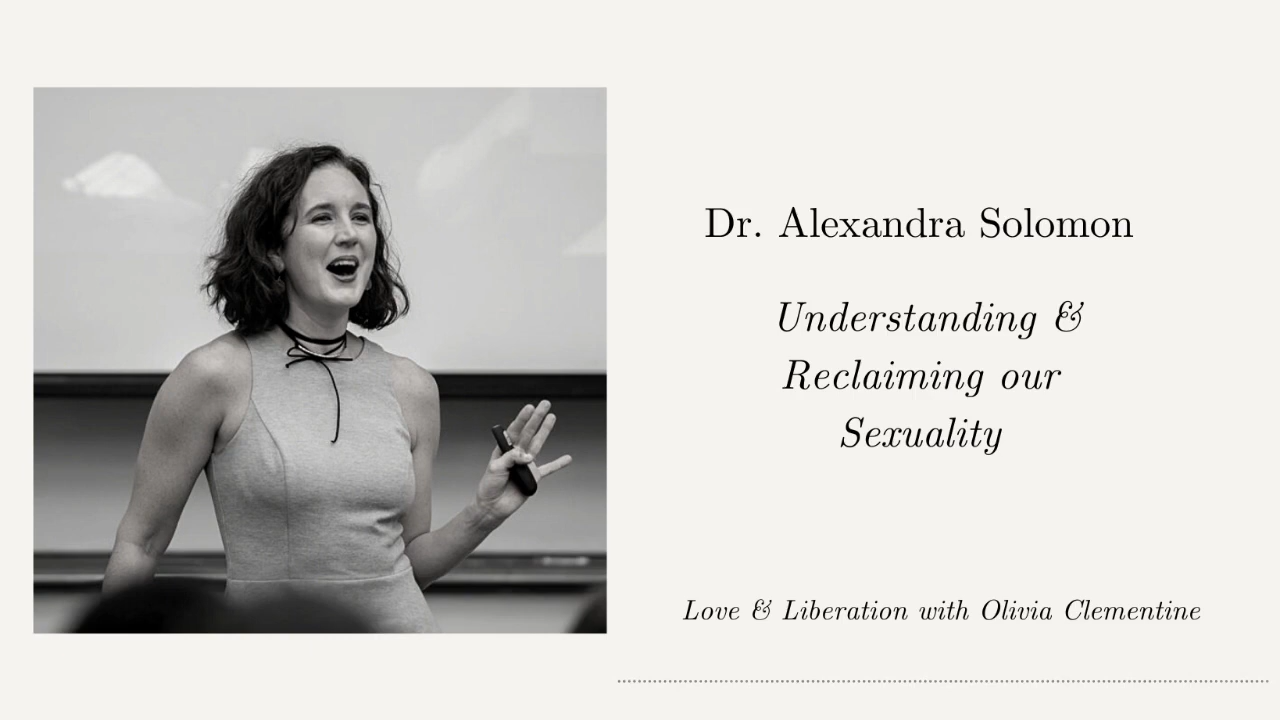 Dr. Alexandra Solomon
Understanding &
Reclaiming our
Sexuality
Love & Liberation with Olivia Clementine